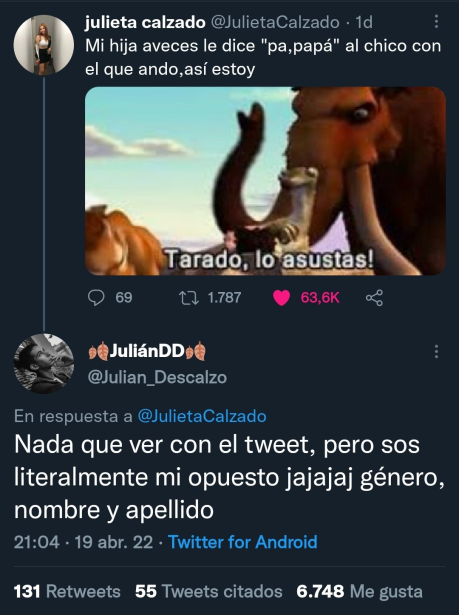 julieta calzado @JulietaCalzado · 1d
Mi hija aveces le dice "pa,papá" al chico con
el que ando,así estoy
Tarado, lo asustas!
69 1.787 63,6K
JuliánDD
@Julian_Descalzo
En respuesta a @JulietaCalzado
Nada que ver con el tweet, pero sos
literalmente mi opuesto jajajaj género,
nombre y apellido
21:04 · 19 abr. 22 · Twitter for Android
131 Retweets 55 Tweets citados 6.748 Me gusta